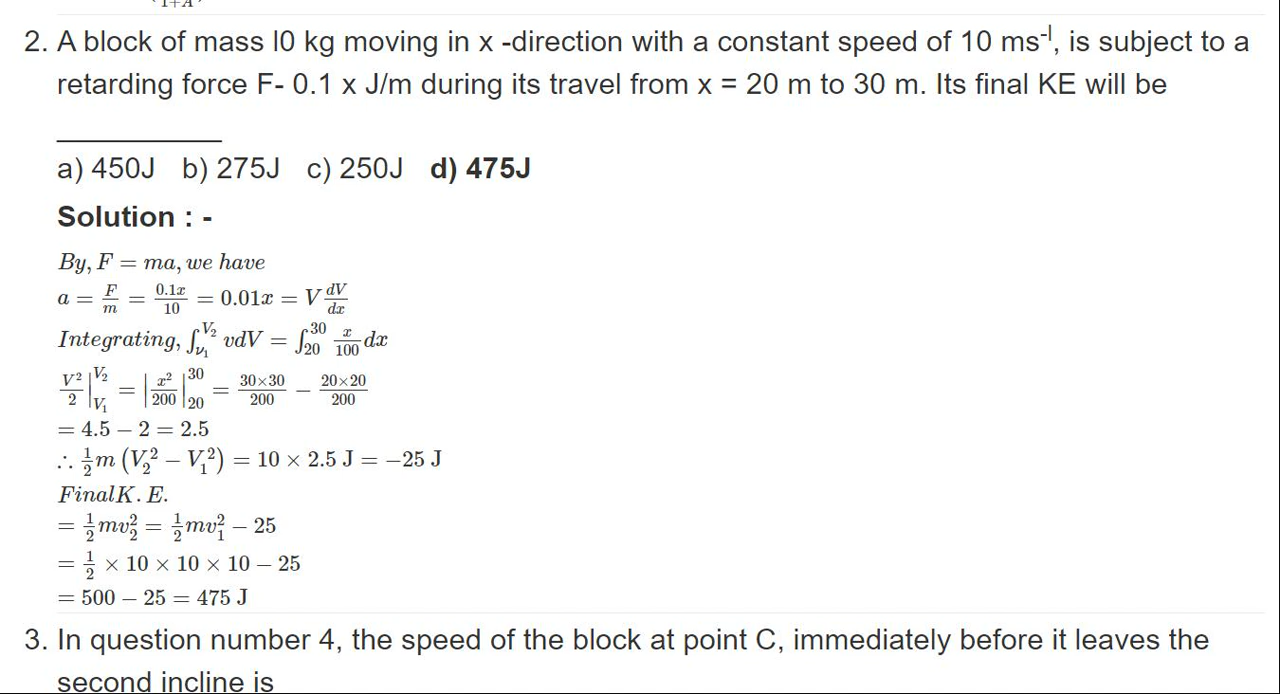 1+A
2. A block of mass l0 kg moving in x -direction with a constant speed of 10 ms⁻ˡ, is subject to a
retarding force F- 0.1 x J/m during its travel from x = 20 m to 30 m. Its final KE will be
___________
a) 450J b) 275J c) 250J d) 475J
Solution : -
By, F = ma, we have
a = F/m = 0.1x/10 = 0.01x = V dV/dx
Integrating, ∫_{ν₁}^{V₂} vdV = ∫_{20}^{30} x/100 dx
V²/2 |_{V₁}^{V₂} = |x²/200|_{20}^{30} = 30×30/200 − 20×20/200
= 4.5 − 2 = 2.5
∴ ½m (V₂² − V₁²) = 10 × 2.5 J = −25 J
FinalK. E.
= ½mv₂² = ½mv₁² − 25
= ½ × 10 × 10 × 10 − 25
= 500 − 25 = 475 J
3. In question number 4, the speed of the block at point C, immediately before it leaves the
second incline is